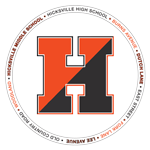 HICKSVILLE MIDDLE SCHOOL • HICKSVILLE HIGH SCHOOL • BURNS AVENUE • DUTCH LANE • EAST STREET • FORK LANE • LEE AVENUE • OLD COUNTRY ROAD • WOODLAND •
H